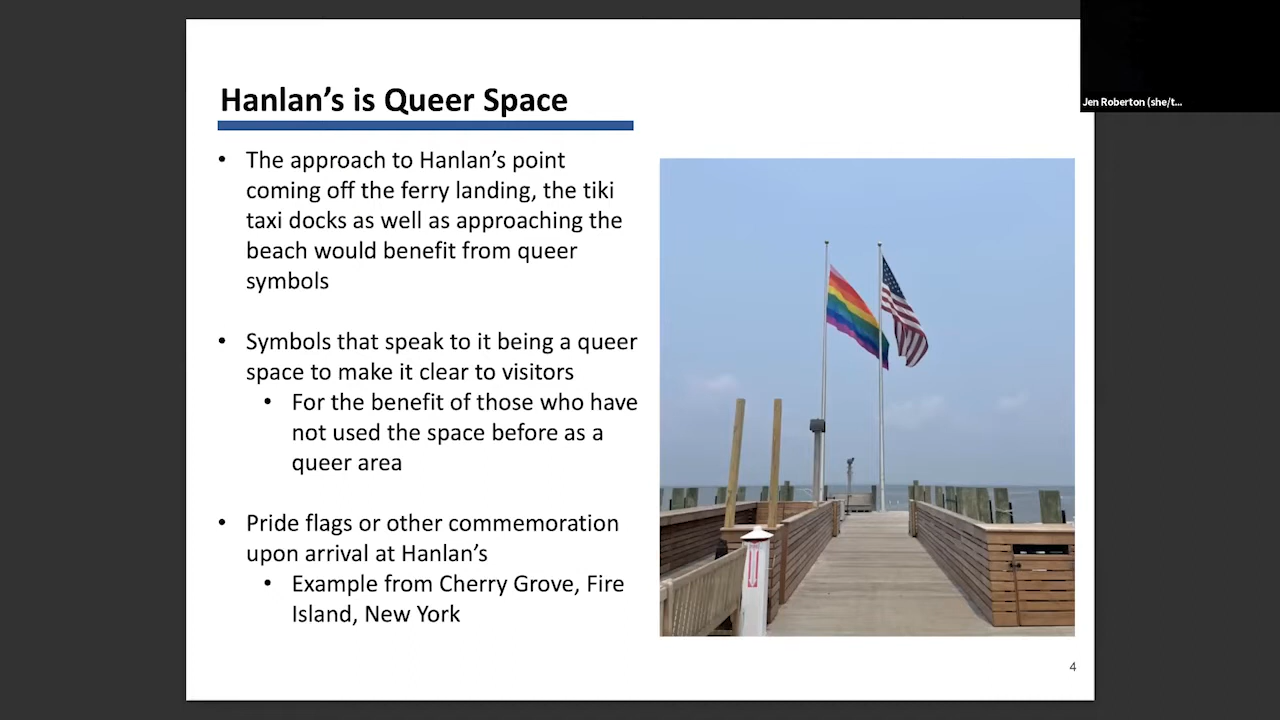 Hanlan's is Queer Space
Jen Roberton (she/t...
• The approach to Hanlan's point
coming off the ferry landing, the tiki
taxi docks as well as approaching the
beach would benefit from queer
symbols
• Symbols that speak to it being a queer
space to make it clear to visitors
• For the benefit of those who have
not used the space before as a
queer area
• Pride flags or other commemoration
upon arrival at Hanlan's
• Example from Cherry Grove, Fire
Island, New York
4